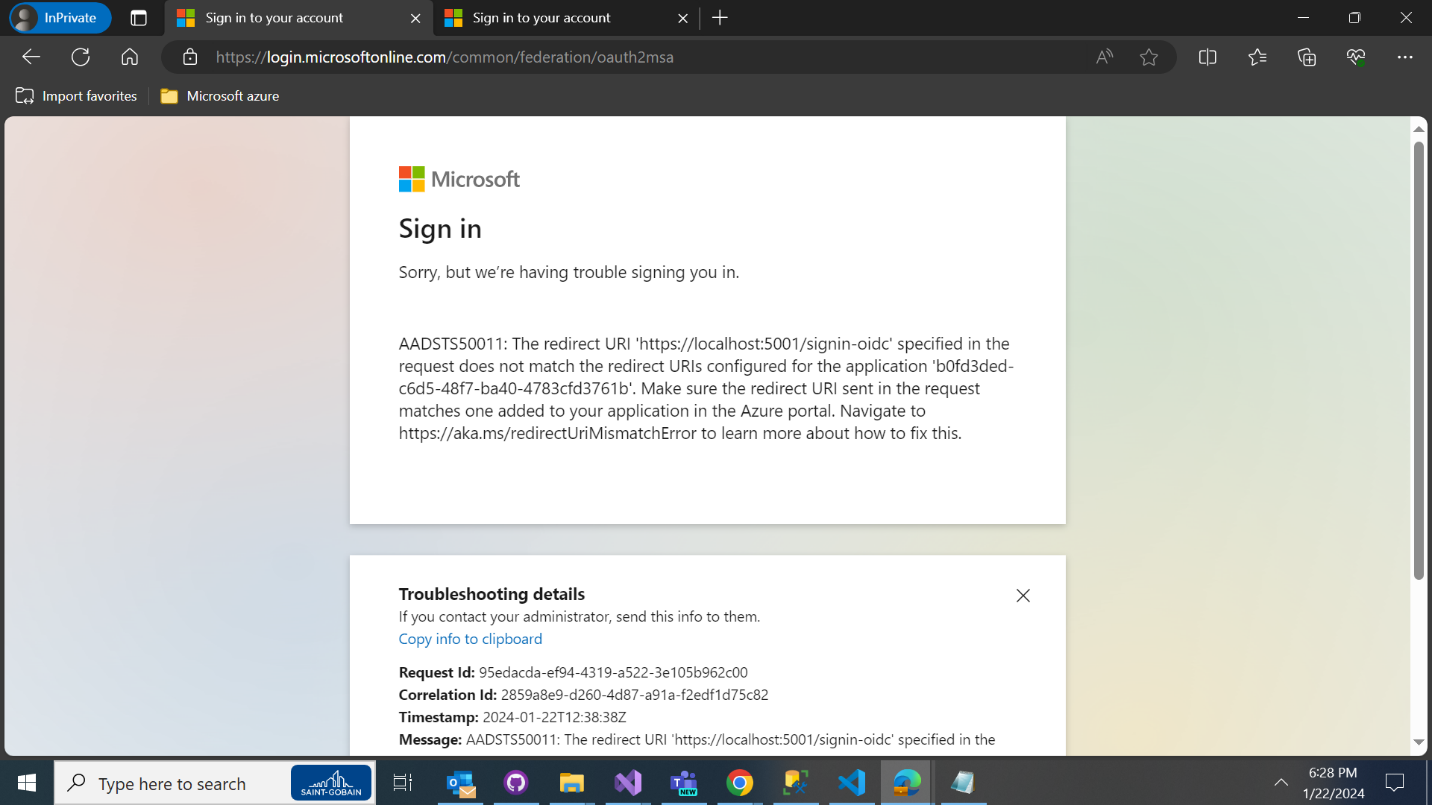 InPrivate
Sign in to your account
Sign in to your account
https://login.microsoftonline.com/common/federation/oauth2msa
Import favorites
Microsoft azure
Microsoft
Sign in
Sorry, but we're having trouble signing you in.
AADSTS50011: The redirect URI 'https://localhost:5001/signin-oidc' specified in the
request does not match the redirect URIs configured for the application 'b0fd3ded-
c6d5-48f7-ba40-4783cfd3761b'. Make sure the redirect URI sent in the request
matches one added to your application in the Azure portal. Navigate to
https://aka.ms/redirectUriMismatchError to learn more about how to fix this.
Troubleshooting details
If you contact your administrator, send this info to them.
Copy info to clipboard
Request Id: 95edacda-ef94-4319-a522-3e105b962c00
Correlation Id: 2859a8e9-d260-4d87-a91a-f2edf1d75c82
Timestamp: 2024-01-22T12:38:38Z
Message: AADSTS50011: The redirect URI 'https://localhost:5001/signin-oidc' specified in the
Type here to search
SAINT-GOBAIN
NEW
6:28 PM
1/22/2024